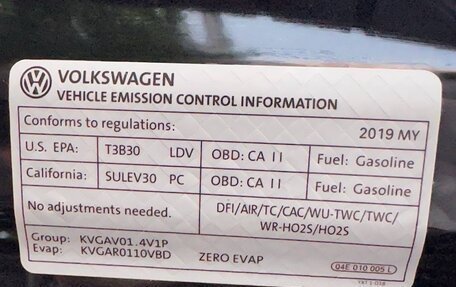 VOLKSWAGEN
VEHICLE EMISSION CONTROL INFORMATION
Conforms to regulations: 2019 MY
U.S. EPA: T3B30 LDV OBD: CA II Fuel: Gasoline
California: SULEV30 PC OBD: CA II Fuel: Gasoline
No adjustments needed. DFI/AIR/TC/CAC/WU-TWC/TWC/
WR-HO2S/HO2S
Group: KVGAV01.4V1P
Evap: KVGAR0110VBD ZERO EVAP 04E 010 005 L